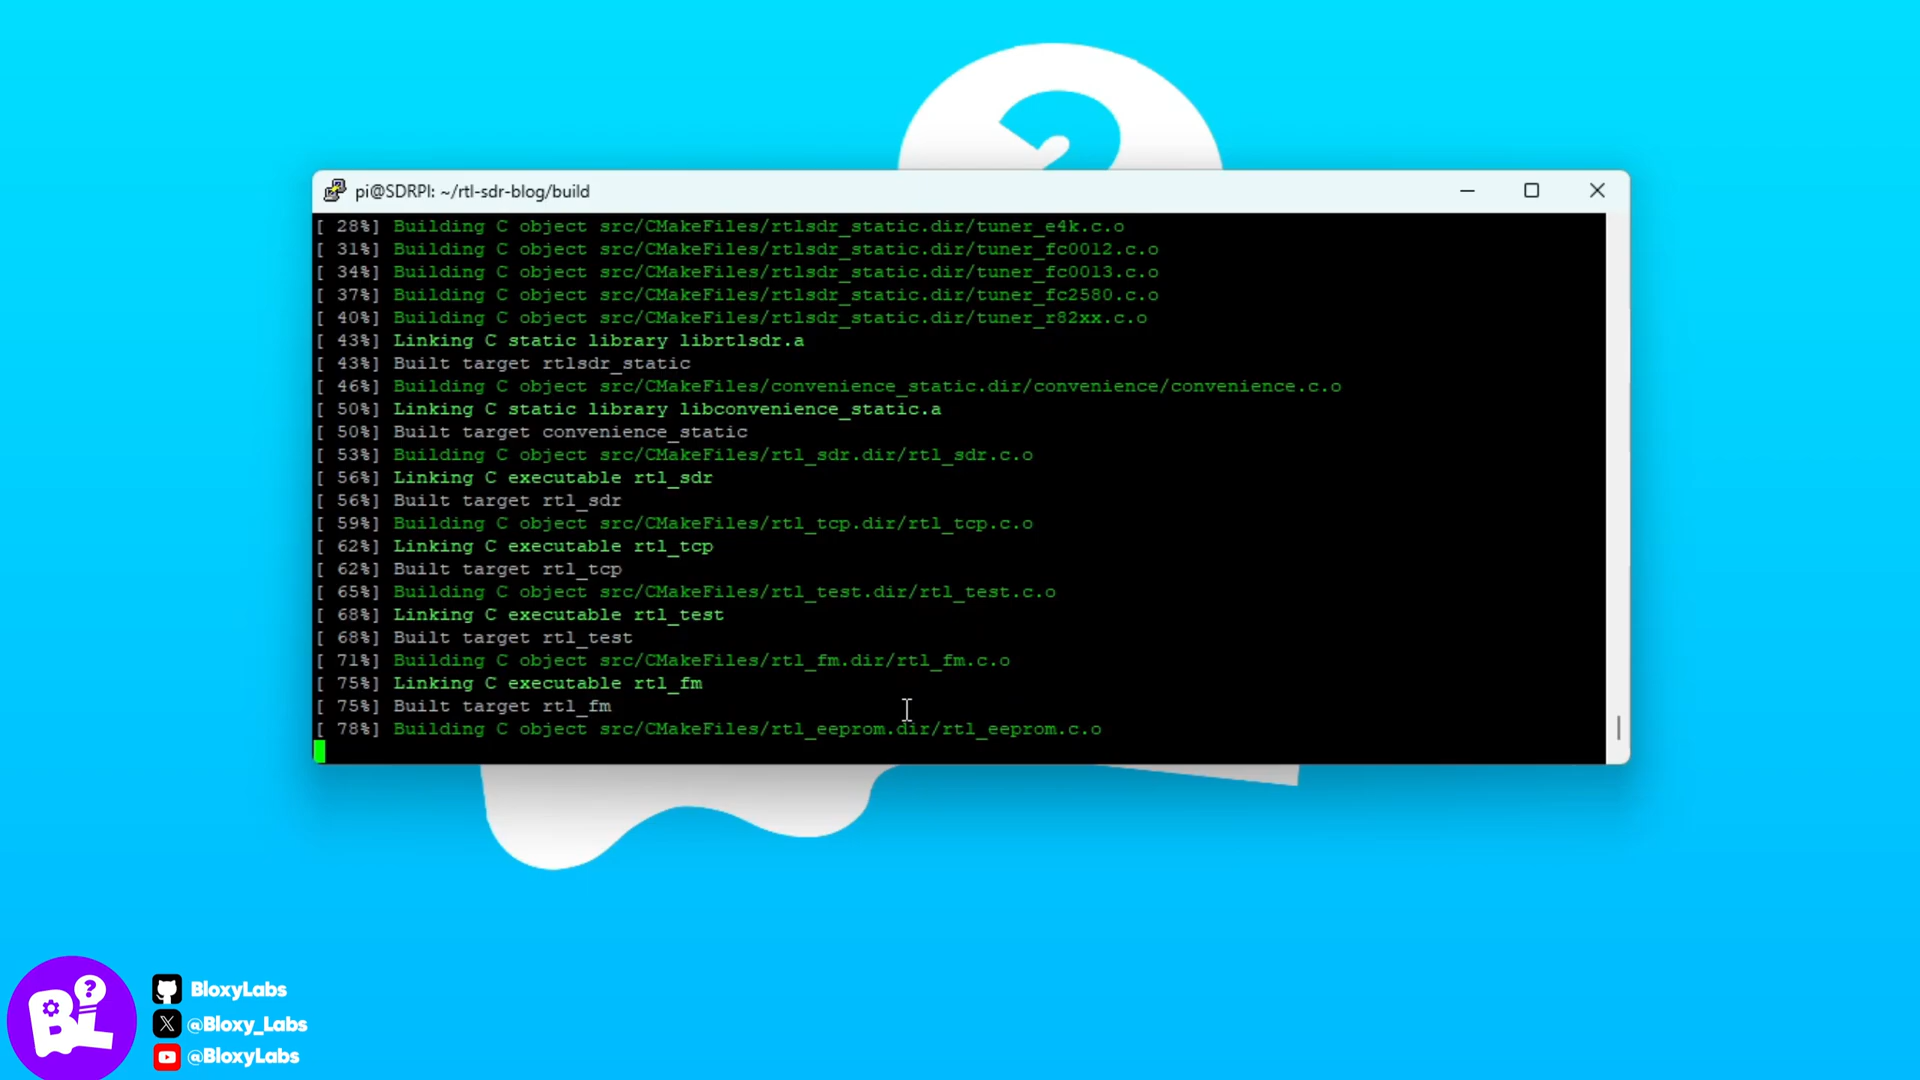 ?
pi@SDRPI: ~/rtl-sdr-blog/build
[ 28%] Building C object src/CMakeFiles/rtlsdr_static.dir/tuner_e4k.c.o
[ 31%] Building C object src/CMakeFiles/rtlsdr_static.dir/tuner_fc0012.c.o
[ 34%] Building C object src/CMakeFiles/rtlsdr_static.dir/tuner_fc0013.c.o
[ 37%] Building C object src/CMakeFiles/rtlsdr_static.dir/tuner_fc2580.c.o
[ 40%] Building C object src/CMakeFiles/rtlsdr_static.dir/tuner_r82xx.c.o
[ 43%] Linking C static library librtlsdr.a
[ 43%] Built target rtlsdr_static
[ 46%] Building C object src/CMakeFiles/convenience_static.dir/convenience/convenience.c.o
[ 50%] Linking C static library libconvenience_static.a
[ 50%] Built target convenience_static
[ 53%] Building C object src/CMakeFiles/rtl_sdr.dir/rtl_sdr.c.o
[ 56%] Linking C executable rtl_sdr
[ 56%] Built target rtl_sdr
[ 59%] Building C object src/CMakeFiles/rtl_tcp.dir/rtl_tcp.c.o
[ 62%] Linking C executable rtl_tcp
[ 62%] Built target rtl_tcp
[ 65%] Building C object src/CMakeFiles/rtl_test.dir/rtl_test.c.o
[ 68%] Linking C executable rtl_test
[ 68%] Built target rtl_test
[ 71%] Building C object src/CMakeFiles/rtl_fm.dir/rtl_fm.c.o
[ 75%] Linking C executable rtl_fm
[ 75%] Built target rtl_fm
[ 78%] Building C object src/CMakeFiles/rtl_eeprom.dir/rtl_eeprom.c.o
BL?
BloxyLabs
@Bloxy_Labs
@BloxyLabs